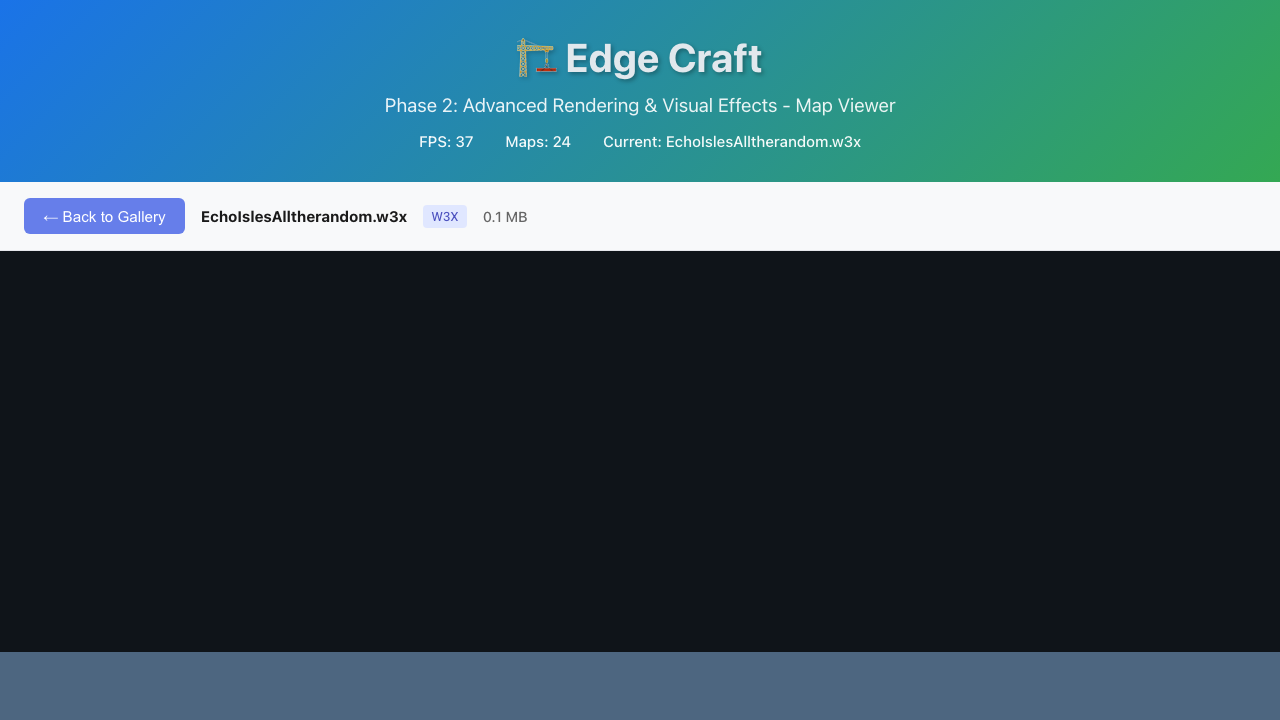 🏗️ Edge Craft
Phase 2: Advanced Rendering & Visual Effects - Map Viewer
FPS: 37 Maps: 24 Current: EchoIslesAlltherandom.w3x
← Back to Gallery EchoIslesAlltherandom.w3x W3X 0.1 MB